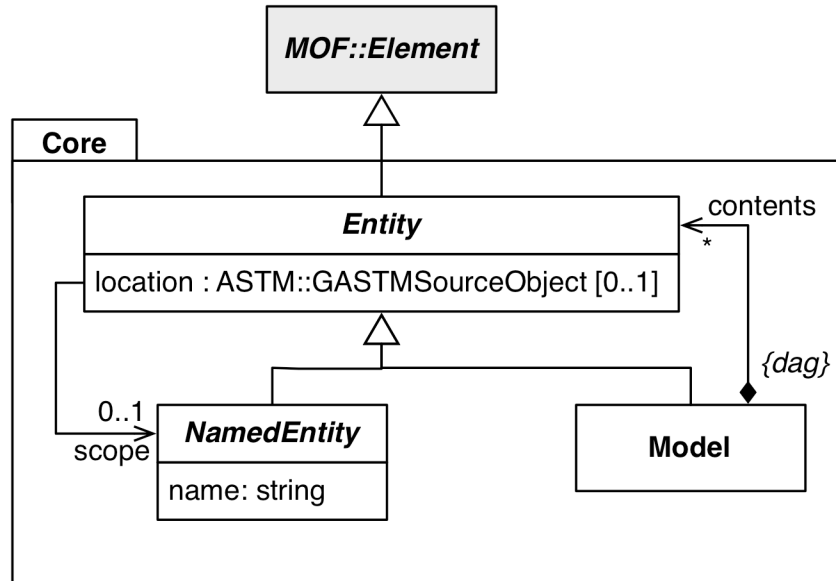 MOF::Element
Core
Entity
contents
*
location : ASTM::GASTMSourceObject [0..1]
{dag}
0..1
scope
NamedEntity
Model
name: string